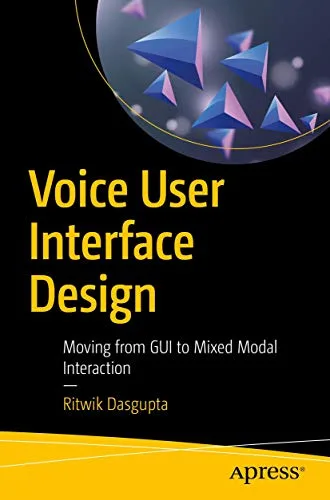 Voice User
Interface
Design
Moving from GUI to Mixed Modal
Interaction
—
Ritwik Dasgupta
Apress®